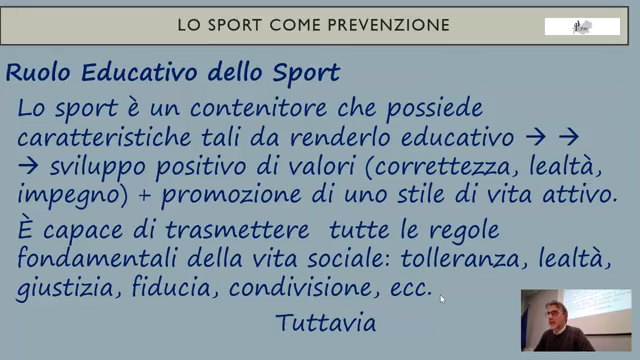 LO SPORT COME PREVENZIONE
Ruolo Educativo dello Sport
Lo sport è un contenitore che possiede
caratteristiche tali da renderlo educativo → →
→ sviluppo positivo di valori (correttezza, lealtà,
impegno) + promozione di uno stile di vita attivo.
È capace di trasmettere tutte le regole
fondamentali della vita sociale: tolleranza, lealtà,
giustizia, fiducia, condivisione, ecc.
Tuttavia